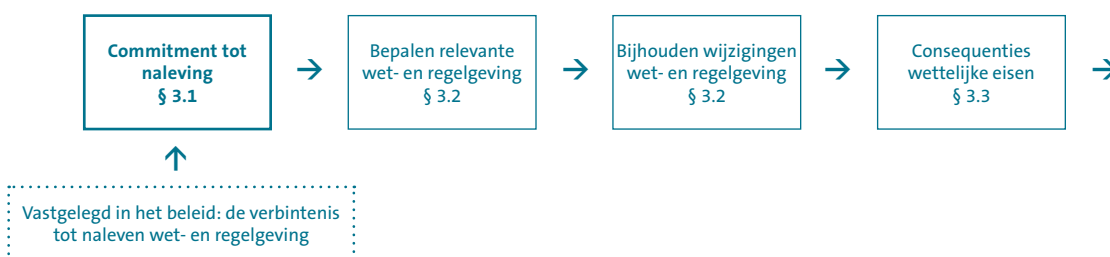 Commitment tot
naleving
§ 3.1
→
Bepalen relevante
wet- en regelgeving
§ 3.2
→
Bijhouden wijzigingen
wet- en regelgeving
§ 3.2
→
Consequenties
wettelijke eisen
§ 3.3
→
↑
Vastgelegd in het beleid: de verbintenis
tot naleven wet- en regelgeving